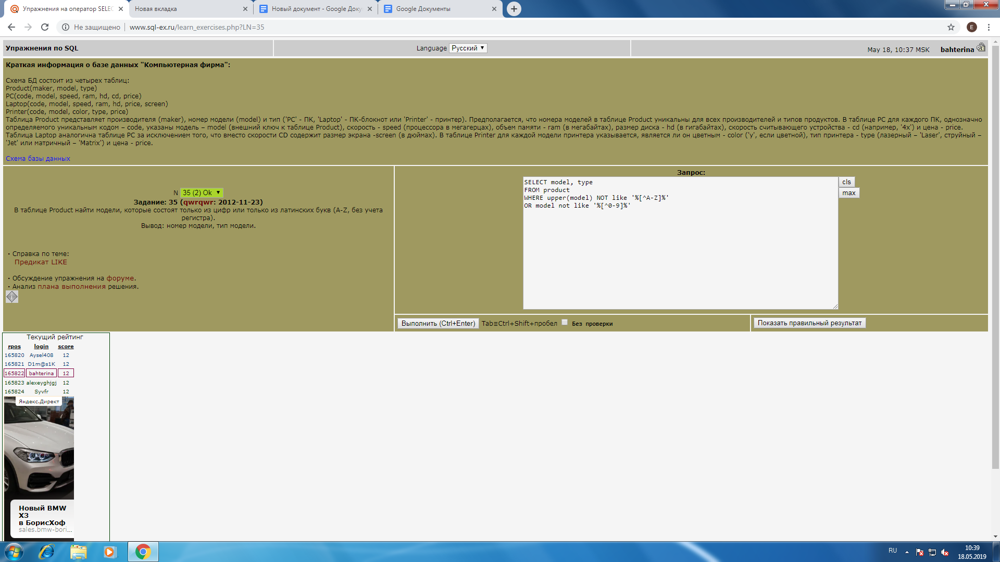 Упражнения по SQL
Упражнения на оператор SELEC
Новая вкладка
Новый документ - Google Доку
Google Документы
Не защищено
www.sql-ex.ru/learn_exercises.php?LN=35
E
Упражнения по SQL
Language Русский
May 18, 10:37 MSK bahterina
Краткая информация о базе данных "Компьютерная фирма":
Схема БД состоит из четырех таблиц:
Product(maker, model, type)
PC(code, model, speed, ram, hd, cd, price)
Laptop(code, model, speed, ram, hd, price, screen)
Printer(code, model, color, type, price)
Таблица Product представляет производителя (maker), номер модели (model) и тип ('PC' - ПК, 'Laptop' - ПК-блокнот или 'Printer' - принтер). Предполагается, что номера моделей в таблице Product уникальны для всех производителей и типов продуктов. В таблице PC для каждого ПК, однозначно
определяемого уникальным кодом – code, указаны модель – model (внешний ключ к таблице Product), скорость - speed (процессора в мегагерцах), объем памяти - ram (в мегабайтах), размер диска - hd (в гигабайтах), скорость считывающего устройства - cd (например, '4x') и цена - price.
Таблица Laptop аналогична таблице PC за исключением того, что вместо скорости CD содержит размер экрана -screen (в дюймах). В таблице Printer для каждой модели принтера указывается, является ли он цветным - color ('y', если цветной), тип принтера - type (лазерный – 'Laser', струйный –
'Jet' или матричный – 'Matrix') и цена - price.
Схема базы данных
N 35 (2) Ok
Задание: 35 (qwrqwr: 2012-11-23)
В таблице Product найти модели, которые состоят только из цифр или только из латинских букв (A-Z, без учета
регистра).
Вывод: номер модели, тип модели.
· Справка по теме:
Предикат LIKE
· Обсуждение упражнения на форуме.
· Анализ плана выполнения решения.
Запрос:
SELECT model, type
FROM product
WHERE upper(model) NOT like '%[^A-Z]%'
OR model not like '%[^0-9]%'
cls
max
Выполнить (Ctrl+Enter) Tab≡Ctrl+Shift+пробел Без проверки
Показать правильный результат
Текущий рейтинг
rpos login score
165820 Aysel408 12
165821 D1m@s1K 12
165822 bahterina 12
165823 alexeyghjgj 12
165824 Syvfr 12
Яндекс.Директ
Новый BMW
X3
в БорисХоф
sales.bmw-bori...
RU
10:39
18.05.2019